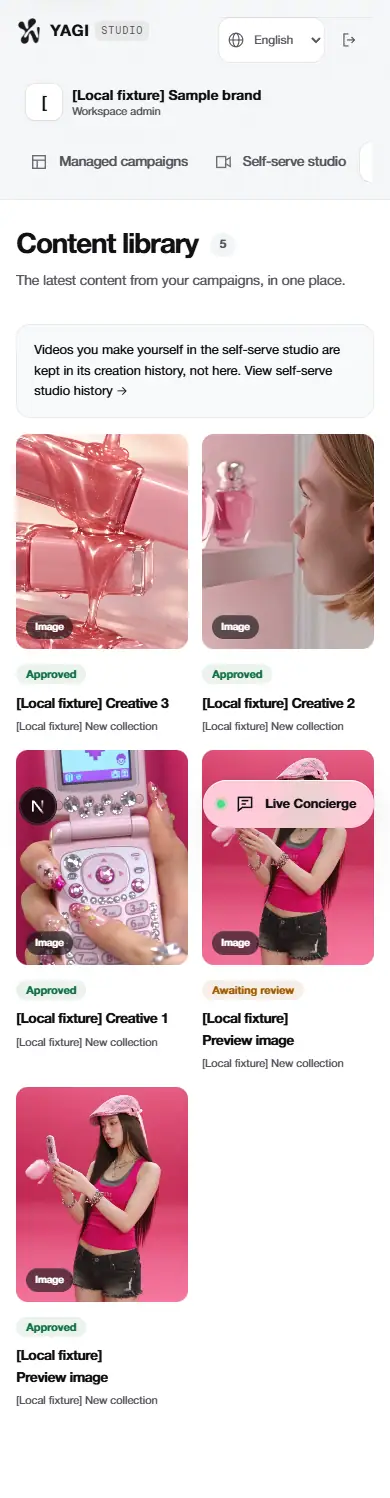 YAGI STUDIO
English
[
[Local fixture] Sample brand
Workspace admin
Managed campaigns
Self-serve studio
Content library 5
The latest content from your campaigns, in one place.
Videos you make yourself in the self-serve studio are
kept in its creation history, not here. View self-serve
studio history →
Image
Image
Approved
Approved
[Local fixture] Creative 3
[Local fixture] Creative 2
[Local fixture] New collection
[Local fixture] New collection
N
Live Concierge
Image
Image
Approved
Awaiting review
[Local fixture] Creative 1
[Local fixture] New collection
[Local fixture]
Preview image
[Local fixture] New collection
Image
Approved
[Local fixture]
Preview image
[Local fixture] New collection